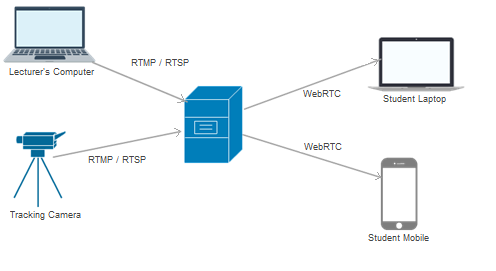 RTMP / RTSP
Lecturer's Computer
WebRTC
Student Laptop
RTMP / RTSP
WebRTC
Tracking Camera
Student Mobile